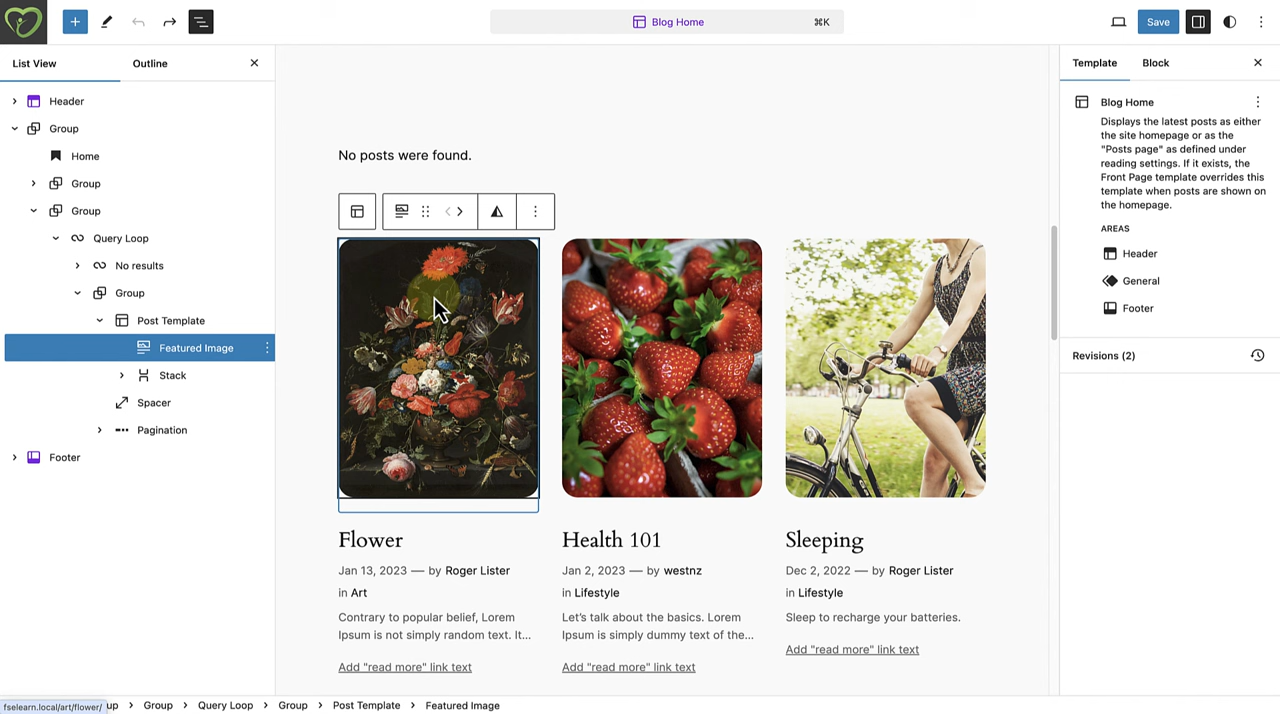 Blog Home
⌘K
Save
List View
Outline
Header
Group
Home
Group
Group
Query Loop
No results
Group
Post Template
Featured Image
Stack
Spacer
Pagination
Footer
No posts were found.
Flower
Jan 13, 2023 — by Roger Lister
in Art
Contrary to popular belief, Lorem
Ipsum is not simply random text. It…
Add "read more" link text
Health 101
Jan 2, 2023 — by westnz
in Lifestyle
Let's talk about the basics. Lorem
Ipsum is simply dummy text of the…
Add "read more" link text
Sleeping
Dec 2, 2022 — by Roger Lister
in Lifestyle
Sleep to recharge your batteries.
Add "read more" link text
Template
Block
Blog Home
Displays the latest posts as either
the site homepage or as the
"Posts page" as defined under
reading settings. If it exists, the
Front Page template overrides this
template when posts are shown on
the homepage.
AREAS
Header
General
Footer
Revisions (2)
fselearn.local/art/flower/
up > Group > Query Loop > Group > Post Template > Featured Image